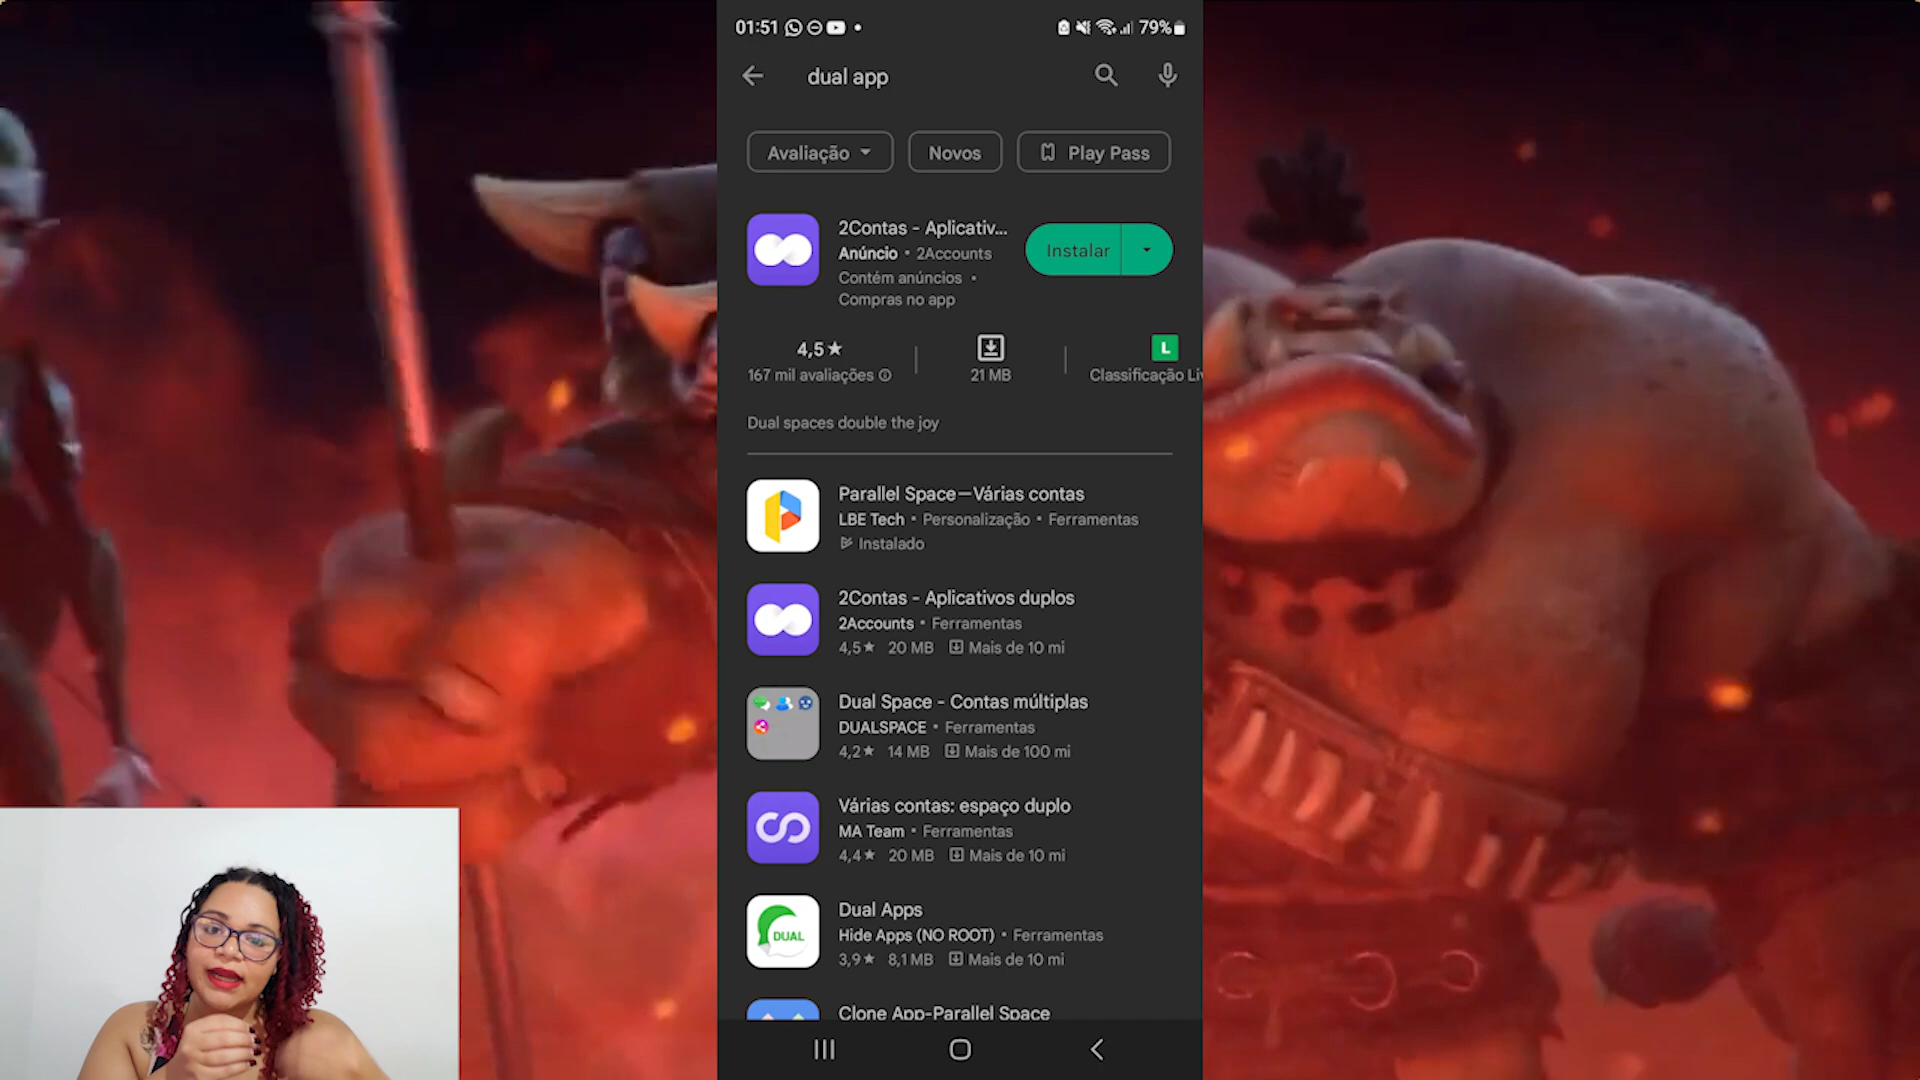 01:51
79%
dual app
Avaliação
Novos
Play Pass
2Contas - Aplicativ...
Anúncio • 2Accounts
Contém anúncios •
Compras no app
Instalar
4,5★
167 mil avaliações
21 MB
L
Classificação Liv
Dual spaces double the joy
Parallel Space—Várias contas
LBE Tech • Personalização • Ferramentas
Instalado
2Contas - Aplicativos duplos
2Accounts • Ferramentas
4,5★ 20 MB Mais de 10 mi
Dual Space - Contas múltiplas
DUALSPACE • Ferramentas
4,2★ 14 MB Mais de 100 mi
Várias contas: espaço duplo
MA Team • Ferramentas
4,4★ 20 MB Mais de 10 mi
DUAL
Dual Apps
Hide Apps (NO ROOT) • Ferramentas
3,9★ 8,1 MB Mais de 10 mi
Clone App-Parallel Space